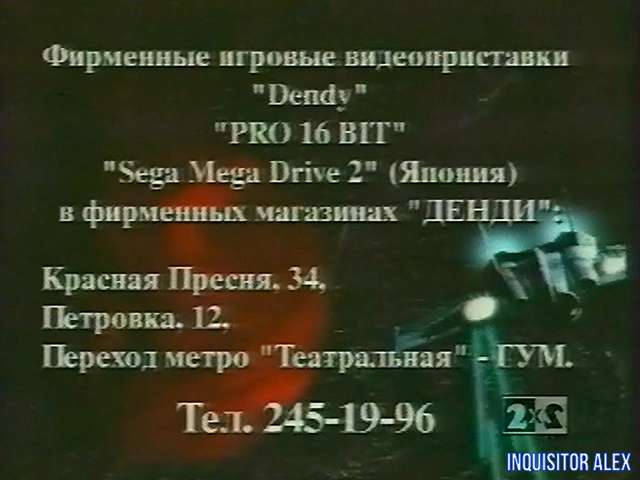 Фирменные игровые видеоприставки
"Dendy"
"PRO 16 BIT"
"Sega Mega Drive 2" (Япония)
в фирменных магазинах "ДЕНДИ":
Красная Пресня, 34,
Петровка, 12,
Переход метро "Театральная" - ГУМ.
Тел. 245-19-96
2x2
INQUISITOR ALEX